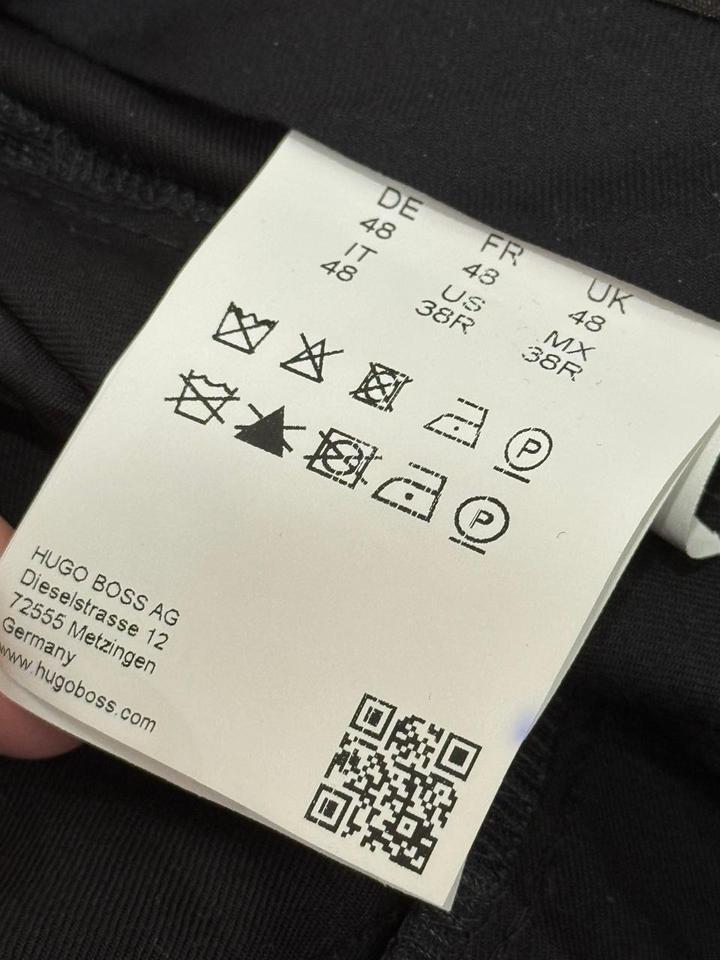 DE FR UK
48 48 48
IT US MX
48 38R 38R
P
P
HUGO BOSS AG
Dieselstrasse 12
72555 Metzingen
Germany
www.hugoboss.com